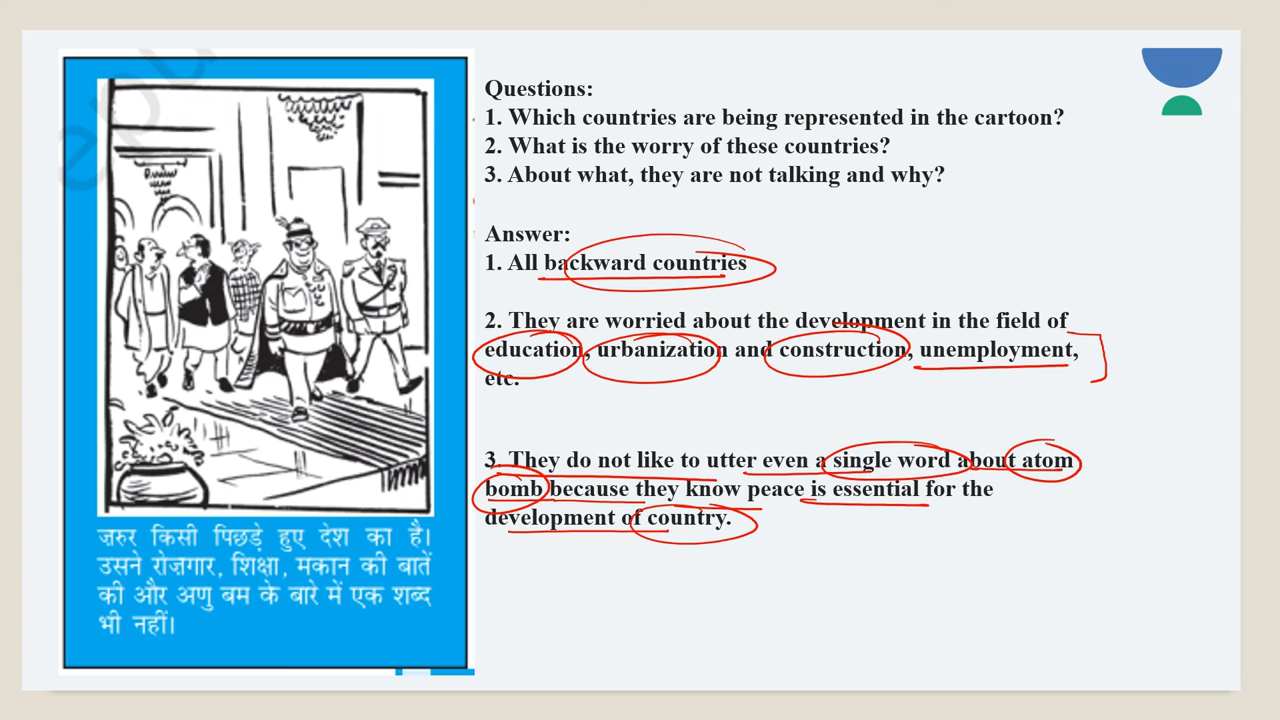 Questions:
1. Which countries are being represented in the cartoon?
2. What is the worry of these countries?
3. About what, they are not talking and why?
Answer:
1. All backward countries
2. They are worried about the development in the field of
education, urbanization and construction, unemployment,
etc.
3. They do not like to utter even a single word about atom
bomb because they know peace is essential for the
development of country.
जरुर किसी पिछड़े हुए देश का है।
उसने रोज़गार, शिक्षा, मकान की बातें
की और अणु बम के बारे में एक शब्द
भी नहीं।